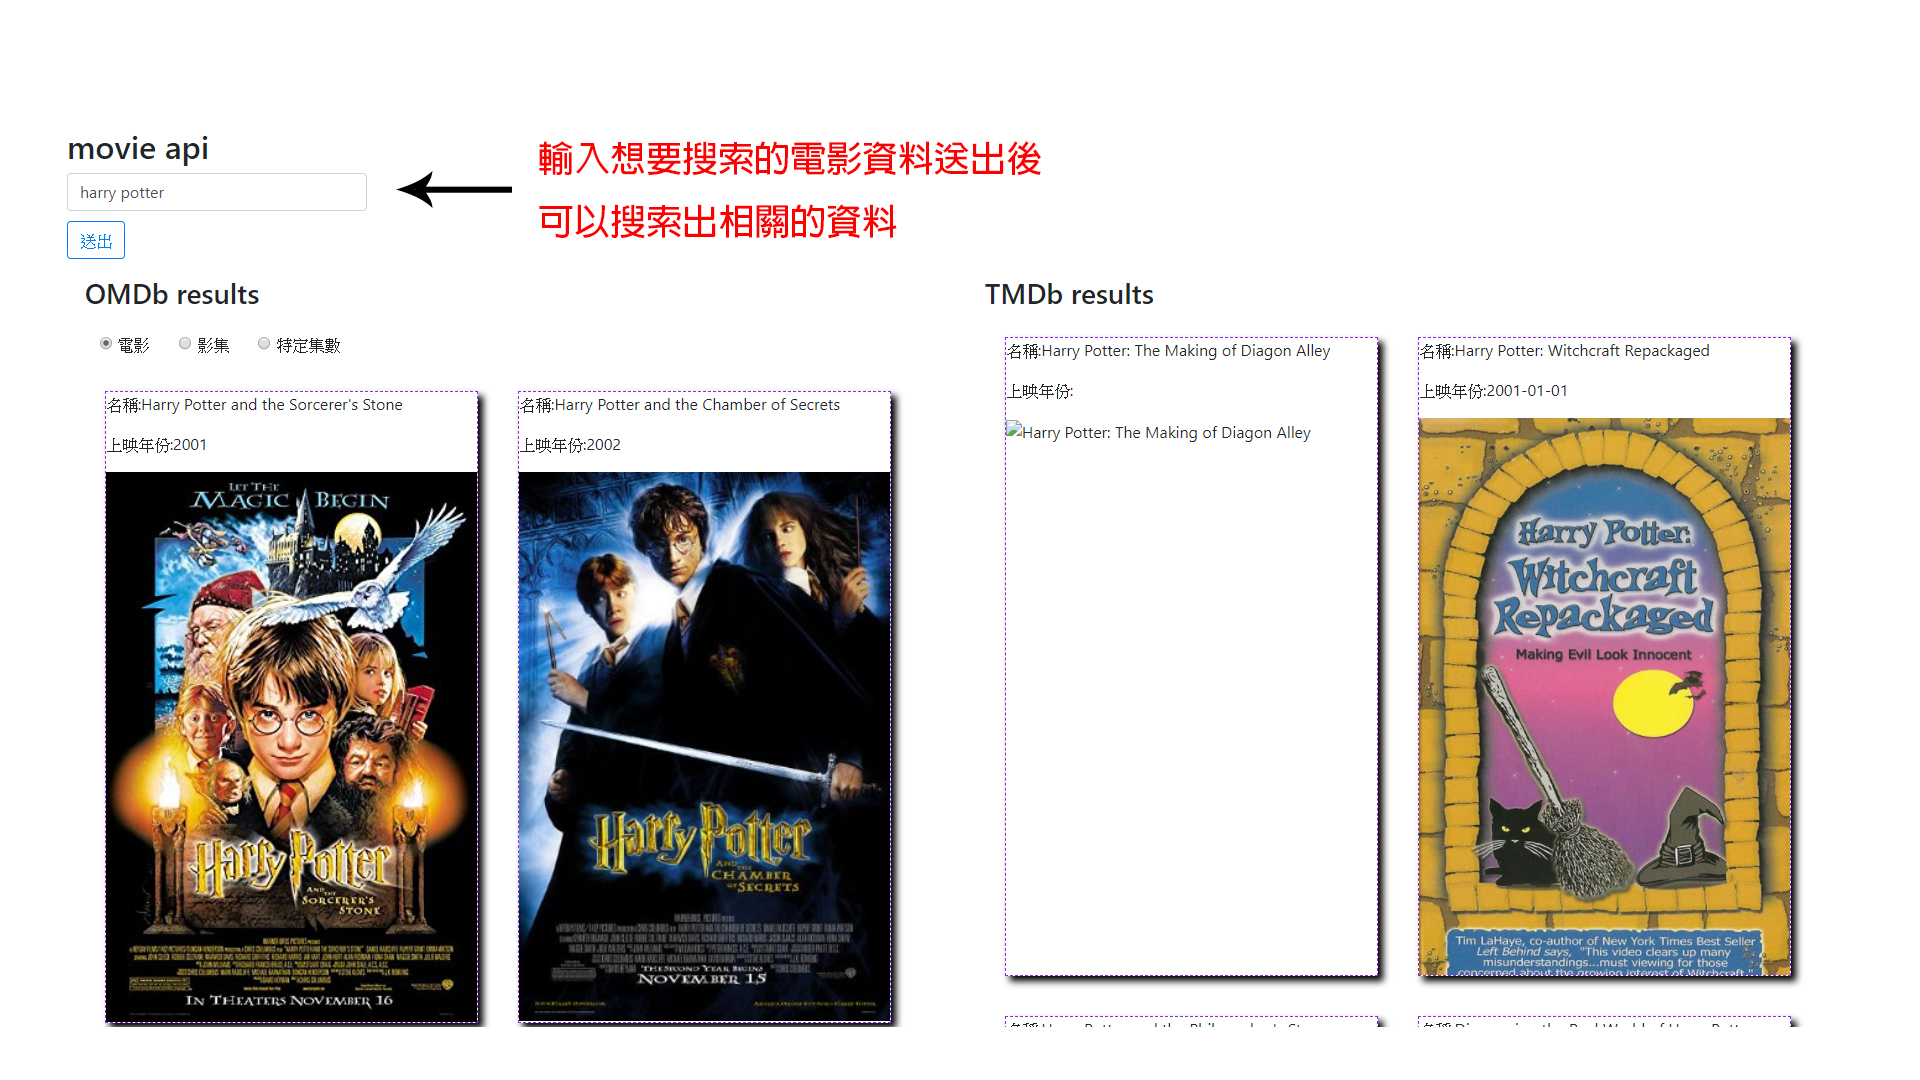 movie api
harry potter
送出
輸入想要搜索的電影資料送出後
可以搜索出相關的資料
OMDb results
電影 影集 特定集數
名稱:Harry Potter and the Sorcerer's Stone
上映年份:2001
LET THE
MAGIC BEGIN
Harry Potter
AND THE
SORCERER'S
STONE
IN THEATERS NOVEMBER 16
名稱:Harry Potter and the Chamber of Secrets
上映年份:2002
Harry Potter
AND THE
CHAMBER
OF SECRETS
THE SECOND YEAR BEGINS
NOVEMBER 15
TMDb results
名稱:Harry Potter: The Making of Diagon Alley
上映年份:
Harry Potter: The Making of Diagon Alley
名稱:Harry Potter: Witchcraft Repackaged
上映年份:2001-01-01
Harry Potter:
Witchcraft
Repackaged
Making Evil Look Innocent
Tim LaHaye, co-author of New York Times Best Seller
Left Behind says, "This video clears up many
misunderstandings...must viewing for those
concerned about the growing interest of Witchcraft."